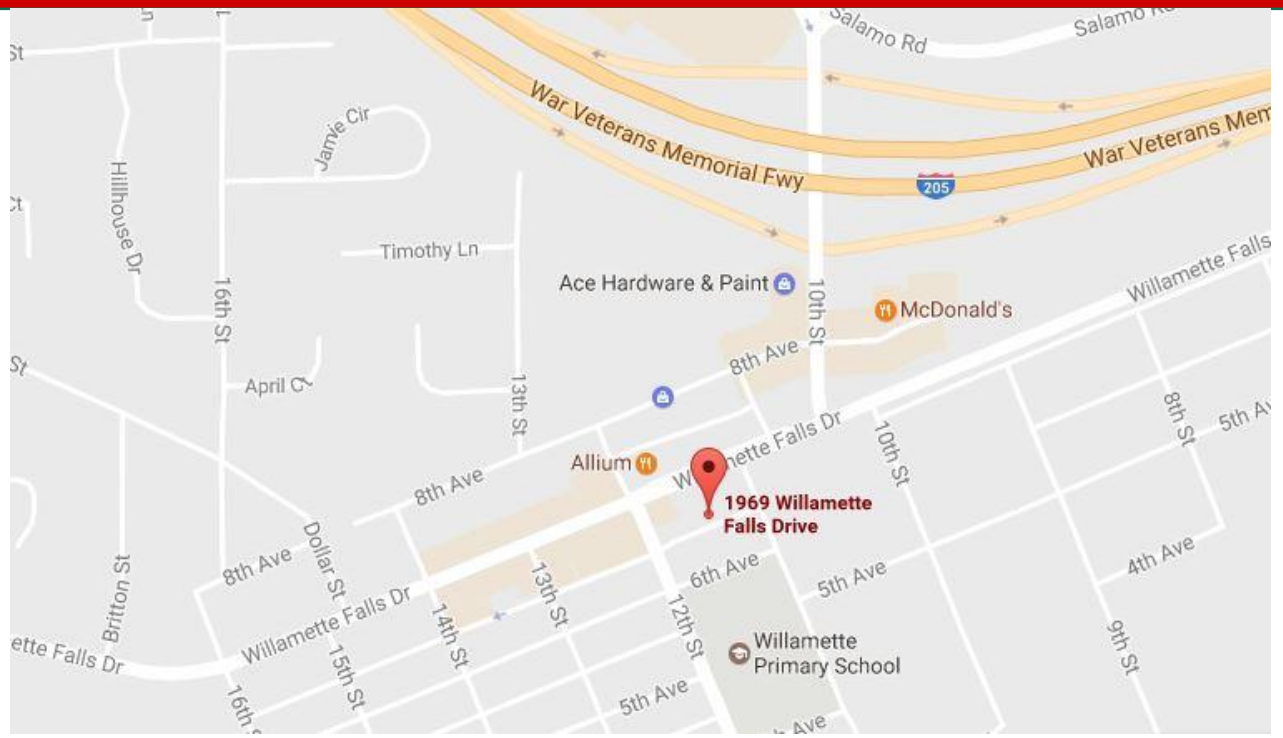 Salamo Rd
Salamo Rd
St
Ln
Jamie Cir
War Veterans Memorial Fwy
War Veterans Mem
205
Hillhouse Dr
Ct
Timothy Ln
16th St
Ace Hardware & Paint
10th St
McDonald's
Willamette Falls
8th Ave
St
April Ct
13th St
8th St
5th Av
Willamette Falls Dr
10th St
Allium
8th Ave
1969 Willamette
Falls Drive
Dollar St
8th Ave
Britton St
6th Ave
5th Ave
4th Ave
13th St
14th St
12th St
Willamette Falls Dr
ette Falls Dr
Willamette
Primary School
9th St
15th St
5th Ave
16th S
h Ave